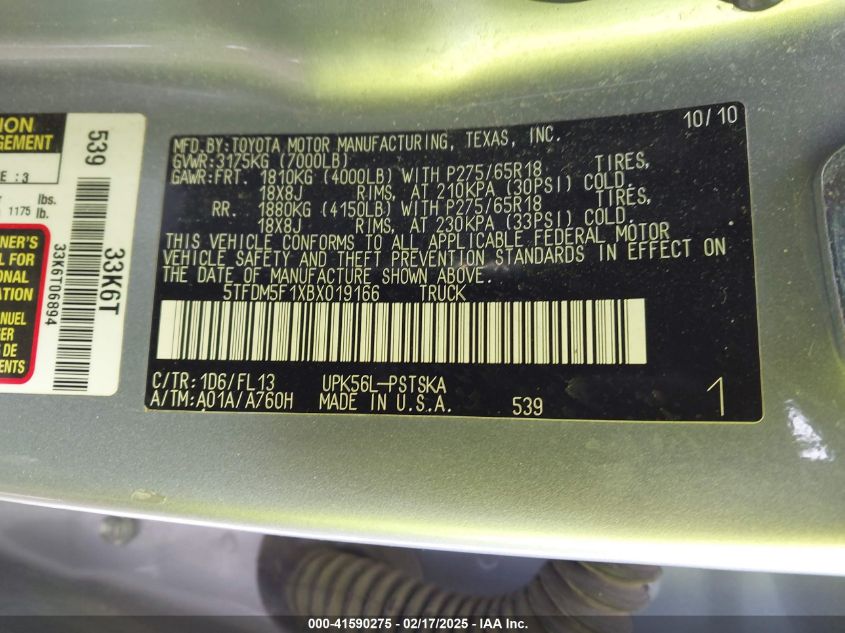 ION
GEMENT
E : 3
lbs.
1175 lb.
NER'S
L FOR
ONAL
ATION
NUEL
ER
DE
ENTS
539
33K6T06894
33K6T
MFD.BY:TOYOTA MOTOR MANUFACTURING, TEXAS, INC. 10/10
GVWR:3175KG (7000LB)
GAWR:FRT. 1810KG (4000LB) WITH P275/65R18 TIRES,
18X8J RIMS, AT 210KPA (30PSI) COLD.
RR. 1880KG (4150LB) WITH P275/65R18 TIRES,
18X8J RIMS, AT 230KPA (33PSI) COLD.
THIS VEHICLE CONFORMS TO ALL APPLICABLE FEDERAL MOTOR
VEHICLE SAFETY AND THEFT PREVENTION STANDARDS IN EFFECT ON
THE DATE OF MANUFACTURE SHOWN ABOVE.
5TFDM5F1XBX019166 TRUCK
C/TR:1D6/FL13 UPK56L-PSTSKA
A/TM:A01A/A760H MADE IN U.S.A. 539 1
000-41590275 - 02/17/2025 - IAA Inc.